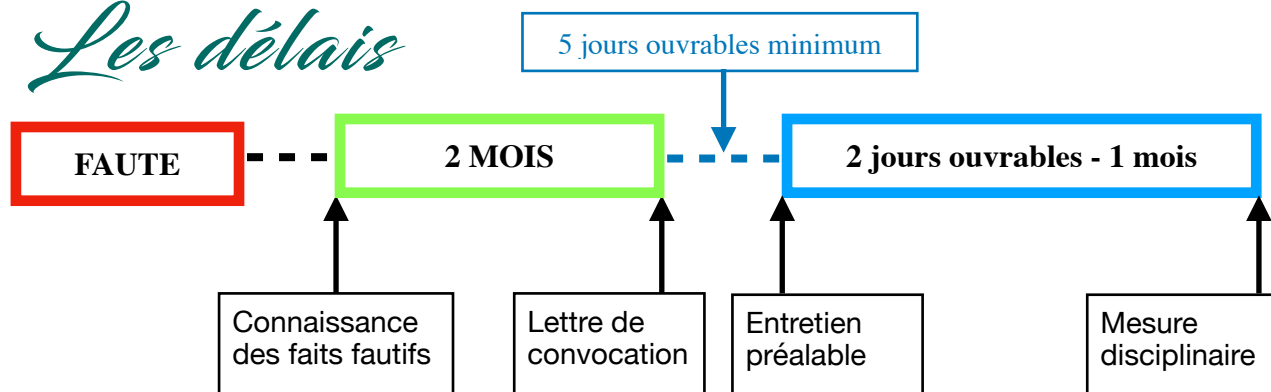 Les délais
5 jours ouvrables minimum
FAUTE
2 MOIS
2 jours ouvrables - 1 mois
Connaissance
des faits fautifs
Lettre de
convocation
Entretien
préalable
Mesure
disciplinaire